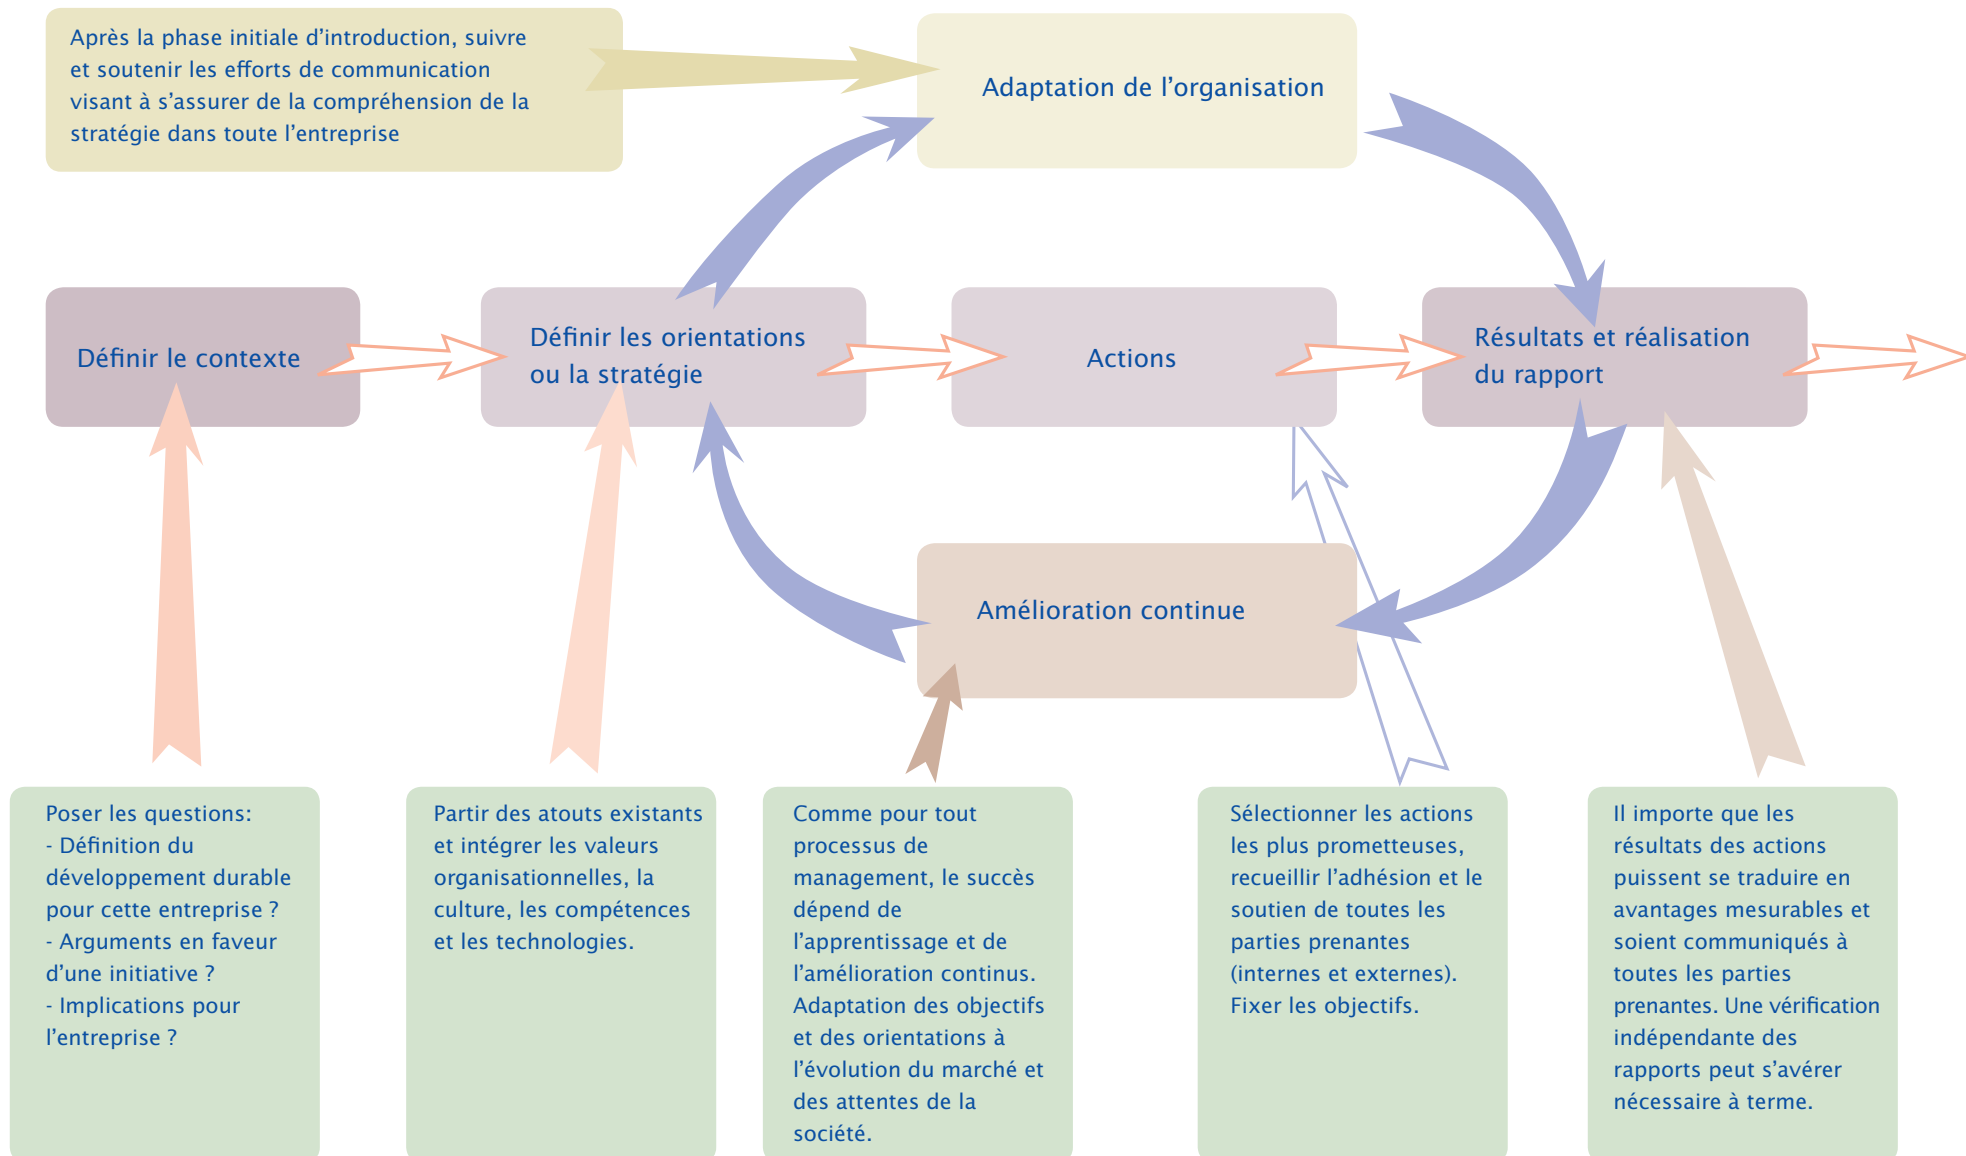 Après la phase initiale d’introduction, suivre
et soutenir les efforts de communication
visant à s’assurer de la compréhension de la
stratégie dans toute l’entreprise
Adaptation de l’organisation
Définir le contexte
Définir les orientations
ou la stratégie
Actions
Résultats et réalisation
du rapport
Amélioration continue
Poser les questions:
- Définition du
développement durable
pour cette entreprise ?
- Arguments en faveur
d’une initiative ?
- Implications pour
l’entreprise ?
Partir des atouts existants
et intégrer les valeurs
organisationnelles, la
culture, les compétences
et les technologies.
Comme pour tout
processus de
management, le succès
dépend de
l’apprentissage et de
l’amélioration continus.
Adaptation des objectifs
et des orientations à
l’évolution du marché et
des attentes de la
société.
Sélectionner les actions
les plus prometteuses,
recueillir l’adhésion et le
soutien de toutes les
parties prenantes
(internes et externes).
Fixer les objectifs.
Il importe que les
résultats des actions
puissent se traduire en
avantages mesurables et
soient communiqués à
toutes les parties
prenantes. Une vérification
indépendante des
rapports peut s’avérer
nécessaire à terme.